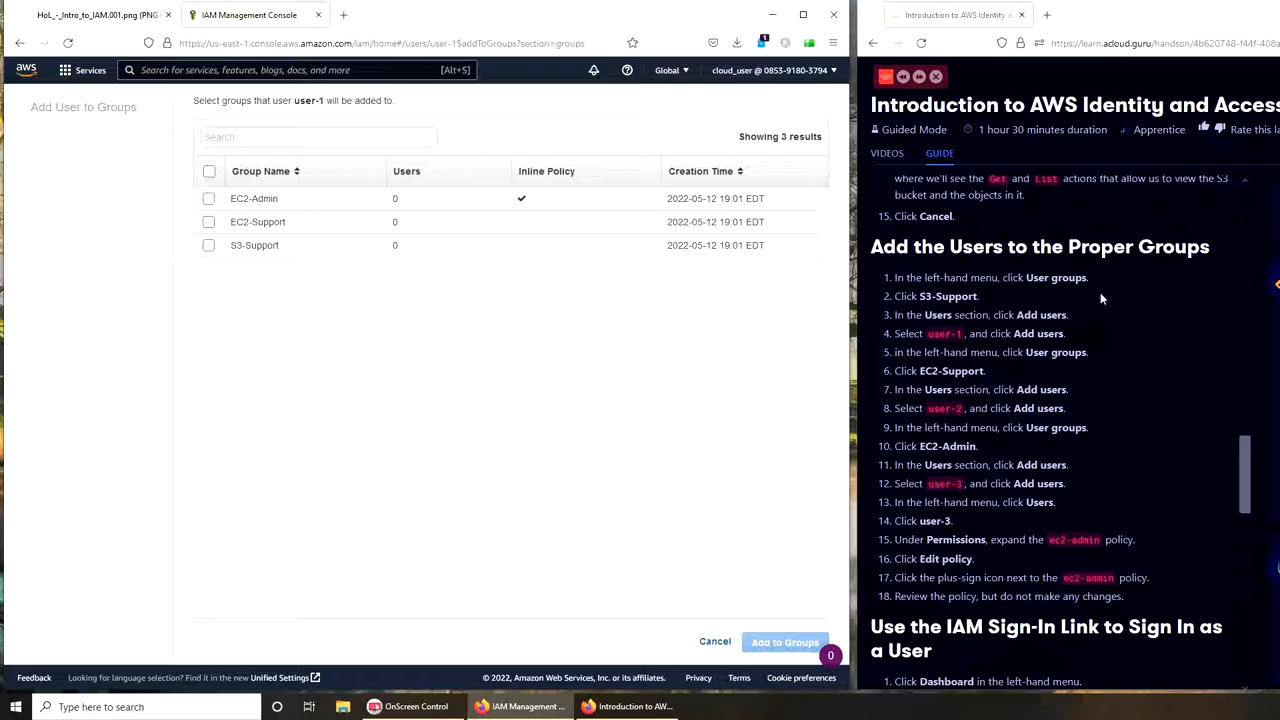 HoL_-_Intro_to_IAM.001.png (PNG I
IAM Management Console
https://us-east-1.console.aws.amazon.com/iam/home#/users/user-1$addToGroups?section=groups
1
aws
Services
Search for services, features, blogs, docs, and more
[Alt+S]
Global
cloud_user @ 0853-9180-3794
Add User to Groups
Select groups that user user-1 will be added to.
Search
Showing 3 results
Group Name Users Inline Policy Creation Time
EC2-Admin 0 2022-05-12 19:01 EDT
EC2-Support 0 2022-05-12 19:01 EDT
S3-Support 0 2022-05-12 19:01 EDT
Cancel Add to Groups
0
Feedback Looking for language selection? Find it in the new Unified Settings
© 2022, Amazon Web Services, Inc. or its affiliates. Privacy Terms Cookie preferences
Introduction to AWS Identity a
https://learn.acloud.guru/handson/4b620748-f44f-408a
Introduction to AWS Identity and Access
Guided Mode 1 hour 30 minutes duration Apprentice Rate this la
VIDEOS GUIDE
where we'll see the Get and List actions that allow us to view the S3
bucket and the objects in it.
15. Click Cancel.
Add the Users to the Proper Groups
1. In the left-hand menu, click User groups.
2. Click S3-Support.
3. In the Users section, click Add users.
4. Select user-1, and click Add users.
5. in the left-hand menu, click User groups.
6. Click EC2-Support.
7. In the Users section, click Add users.
8. Select user-2, and click Add users.
9. In the left-hand menu, click User groups.
10. Click EC2-Admin.
11. In the Users section, click Add users.
12. Select user-3, and click Add users.
13. In the left-hand menu, click Users.
14. Click user-3.
15. Under Permissions, expand the ec2-admin policy.
16. Click Edit policy.
17. Click the plus-sign icon next to the ec2-admin policy.
18. Review the policy, but do not make any changes.
Use the IAM Sign-In Link to Sign In as
a User
1. Click Dashboard in the left-hand menu.
Type here to search
OnScreen Control
IAM Management ...
Introduction to AW...